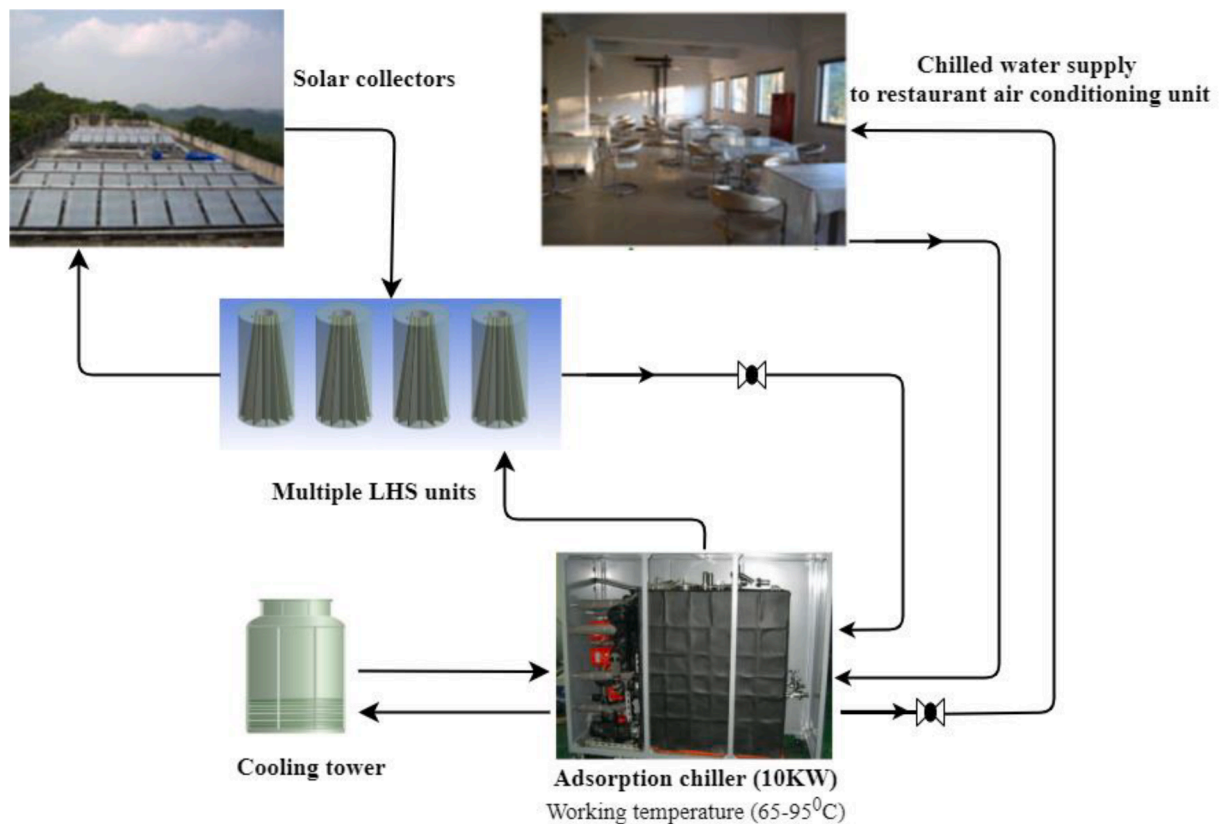 Solar collectors
Chilled water supply
to restaurant air conditioning unit
Multiple LHS units
Cooling tower
Adsorption chiller (10KW)
Working temperature (65-95⁰C)